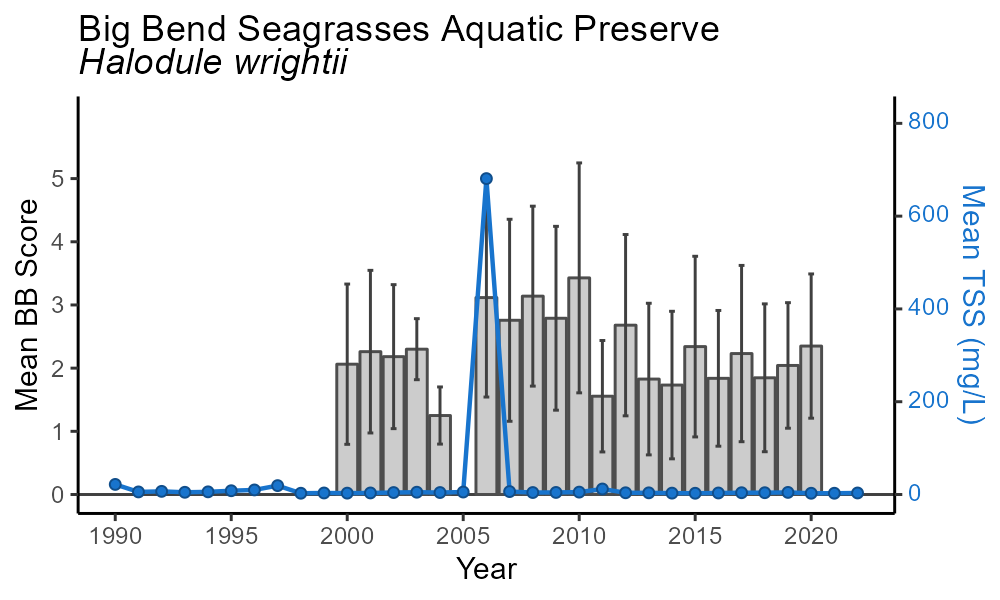 Big Bend Seagrasses Aquatic Preserve
Halodule wrightii
Mean BB Score
5
4
3
2
1
0
800
600
400
200
0
Mean TSS (mg/L)
1990 1995 2000 2005 2010 2015 2020
Year